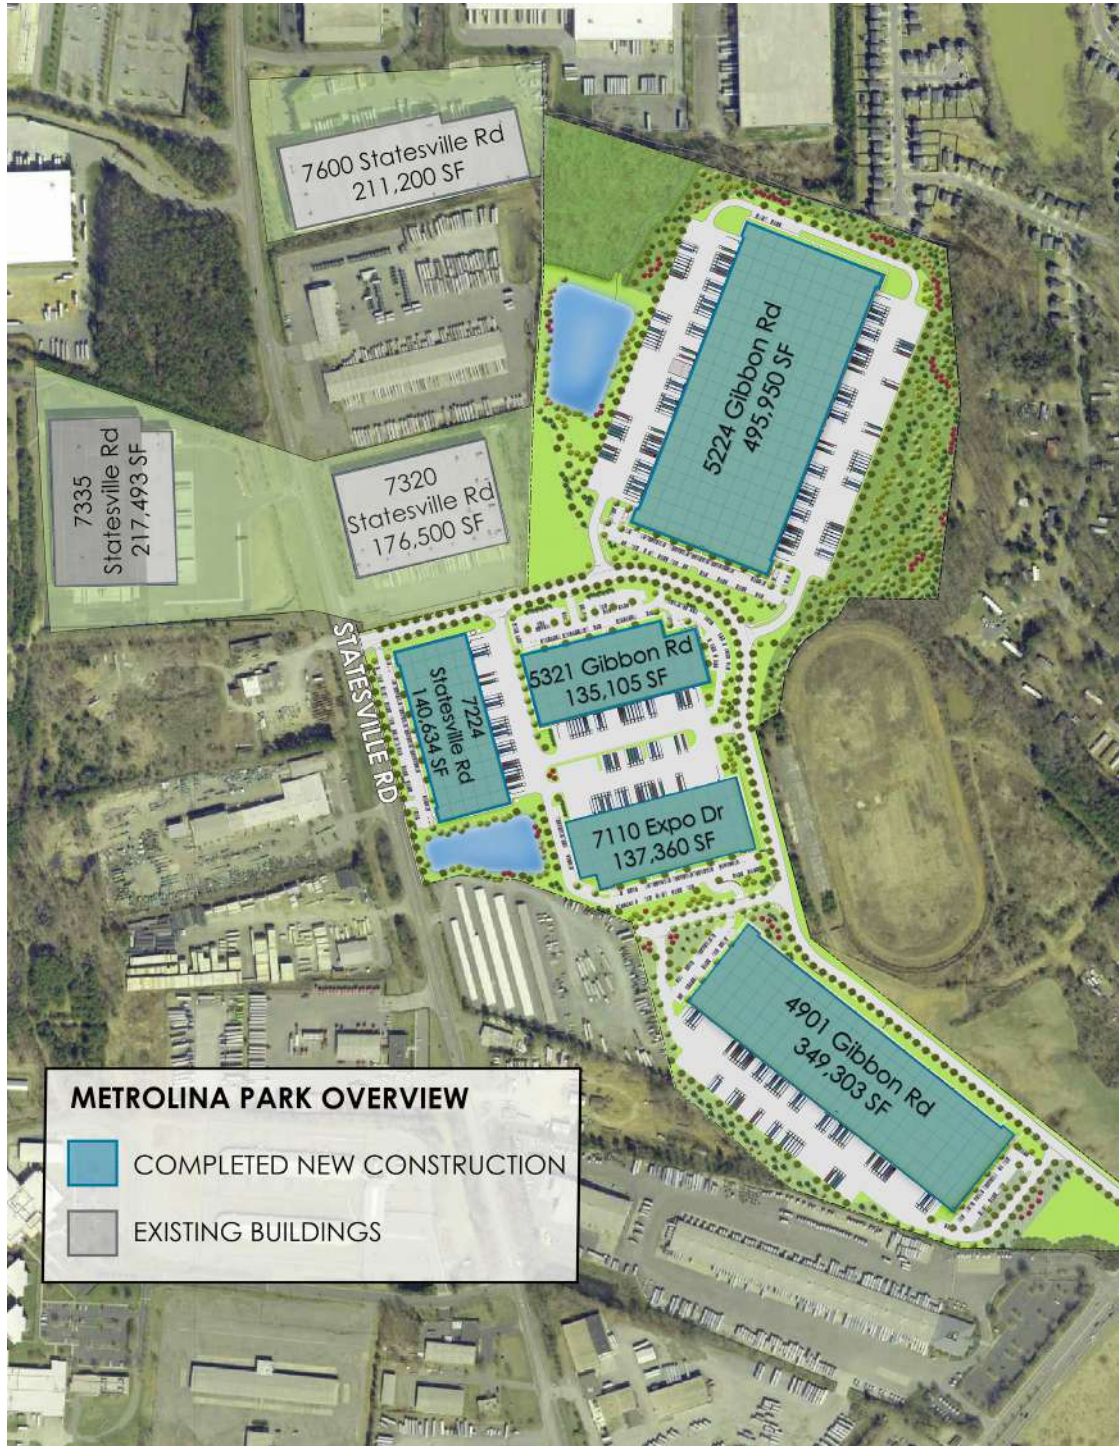 7600 Statesville Rd
211,200 SF
5224 Gibbon Rd
495,950 SF
7335
Statesville Rd
217,493 SF
7320
Statesville Rd
176,500 SF
STATESVILLE RD
7224
Statesville Rd
140,634 SF
5321 Gibbon Rd
135,105 SF
7110 Expo Dr
137,360 SF
4901 Gibbon Rd
349,303 SF
METROLINA PARK OVERVIEW
COMPLETED NEW CONSTRUCTION
EXISTING BUILDINGS